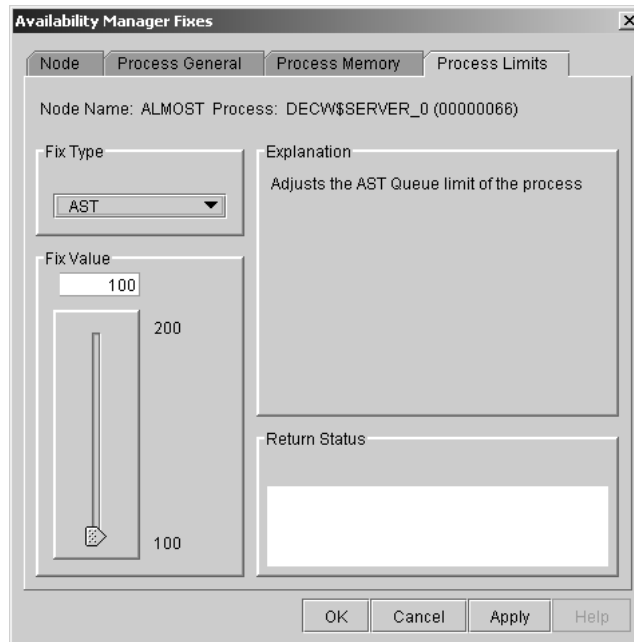 Availability Manager Fixes
Node Process General Process Memory Process Limits
Node Name: ALMOST Process: DECW$SERVER_0 (00000066)
Fix Type
AST
Explanation
Adjusts the AST Queue limit of the process
Fix Value
100
200
100
Return Status
OK Cancel Apply Help